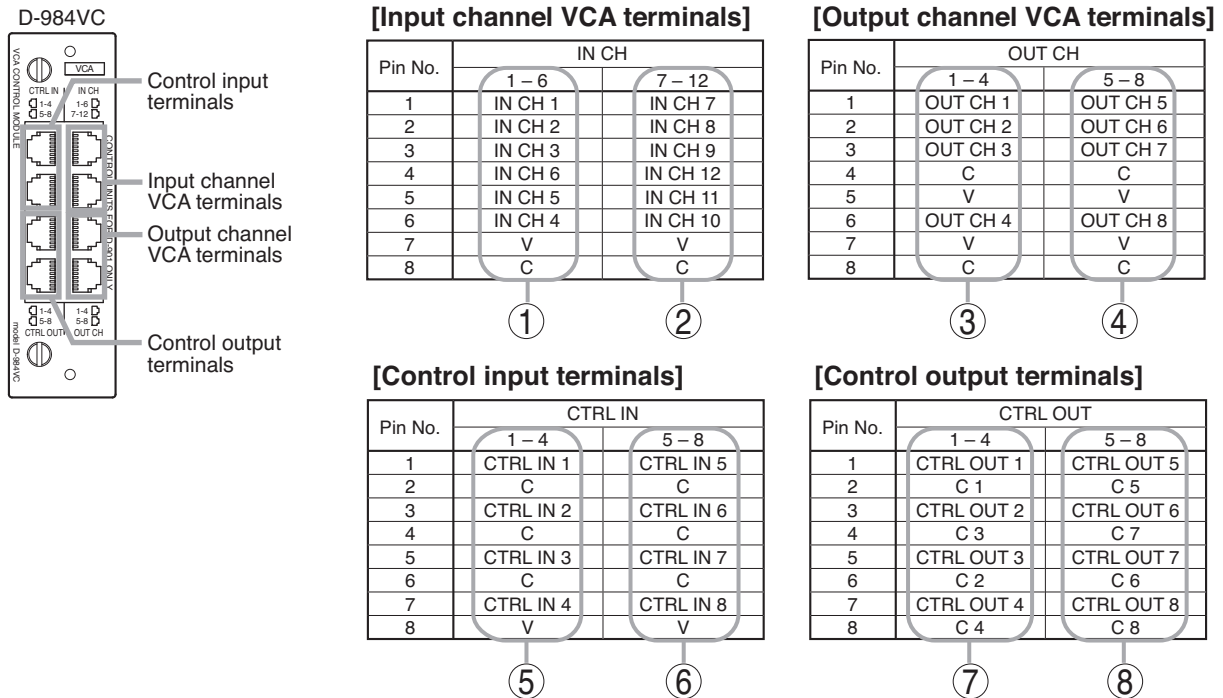 D-984VC
VCA CONTROL MODULE
VCA
CTRL IN IN CH
1-4 1-6
5-8 7-12
CONTROL UNITS FOR D-901 ONLY
1-4 1-4
5-8 5-8
CTRL OUT OUT CH
model D-984VC
Control input
terminals
Input channel
VCA terminals
Output channel
VCA terminals
Control output
terminals
[Input channel VCA terminals]
Pin No. IN CH
1 – 6 7 – 12
1 IN CH 1 IN CH 7
2 IN CH 2 IN CH 8
3 IN CH 3 IN CH 9
4 IN CH 6 IN CH 12
5 IN CH 5 IN CH 11
6 IN CH 4 IN CH 10
7 V V
8 C C
① ②
[Output channel VCA terminals]
Pin No. OUT CH
1 – 4 5 – 8
1 OUT CH 1 OUT CH 5
2 OUT CH 2 OUT CH 6
3 OUT CH 3 OUT CH 7
4 C C
5 V V
6 OUT CH 4 OUT CH 8
7 V V
8 C C
③ ④
[Control input terminals]
Pin No. CTRL IN
1 – 4 5 – 8
1 CTRL IN 1 CTRL IN 5
2 C C
3 CTRL IN 2 CTRL IN 6
4 C C
5 CTRL IN 3 CTRL IN 7
6 C C
7 CTRL IN 4 CTRL IN 8
8 V V
⑤ ⑥
[Control output terminals]
Pin No. CTRL OUT
1 – 4 5 – 8
1 CTRL OUT 1 CTRL OUT 5
2 C 1 C 5
3 CTRL OUT 2 CTRL OUT 6
4 C 3 C 7
5 CTRL OUT 3 CTRL OUT 7
6 C 2 C 6
7 CTRL OUT 4 CTRL OUT 8
8 C 4 C 8
⑦ ⑧